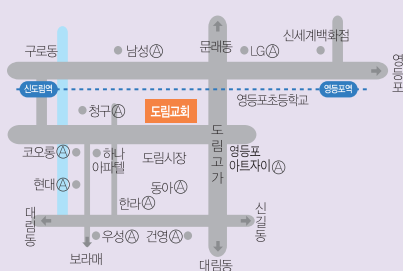 신세계백화점
구로동
남성Ⓐ
문래동
LGⒶ
영등포
신도림역
영등포역
청구Ⓐ
도림교회
영등포초등학교
도림고가
코오롱Ⓐ
하나
아파텔
도림시장
영등포
아트자이Ⓐ
현대Ⓐ
동아Ⓐ
한라Ⓐ
대림동
신길동
우성Ⓐ
건영Ⓐ
보라매
대림동